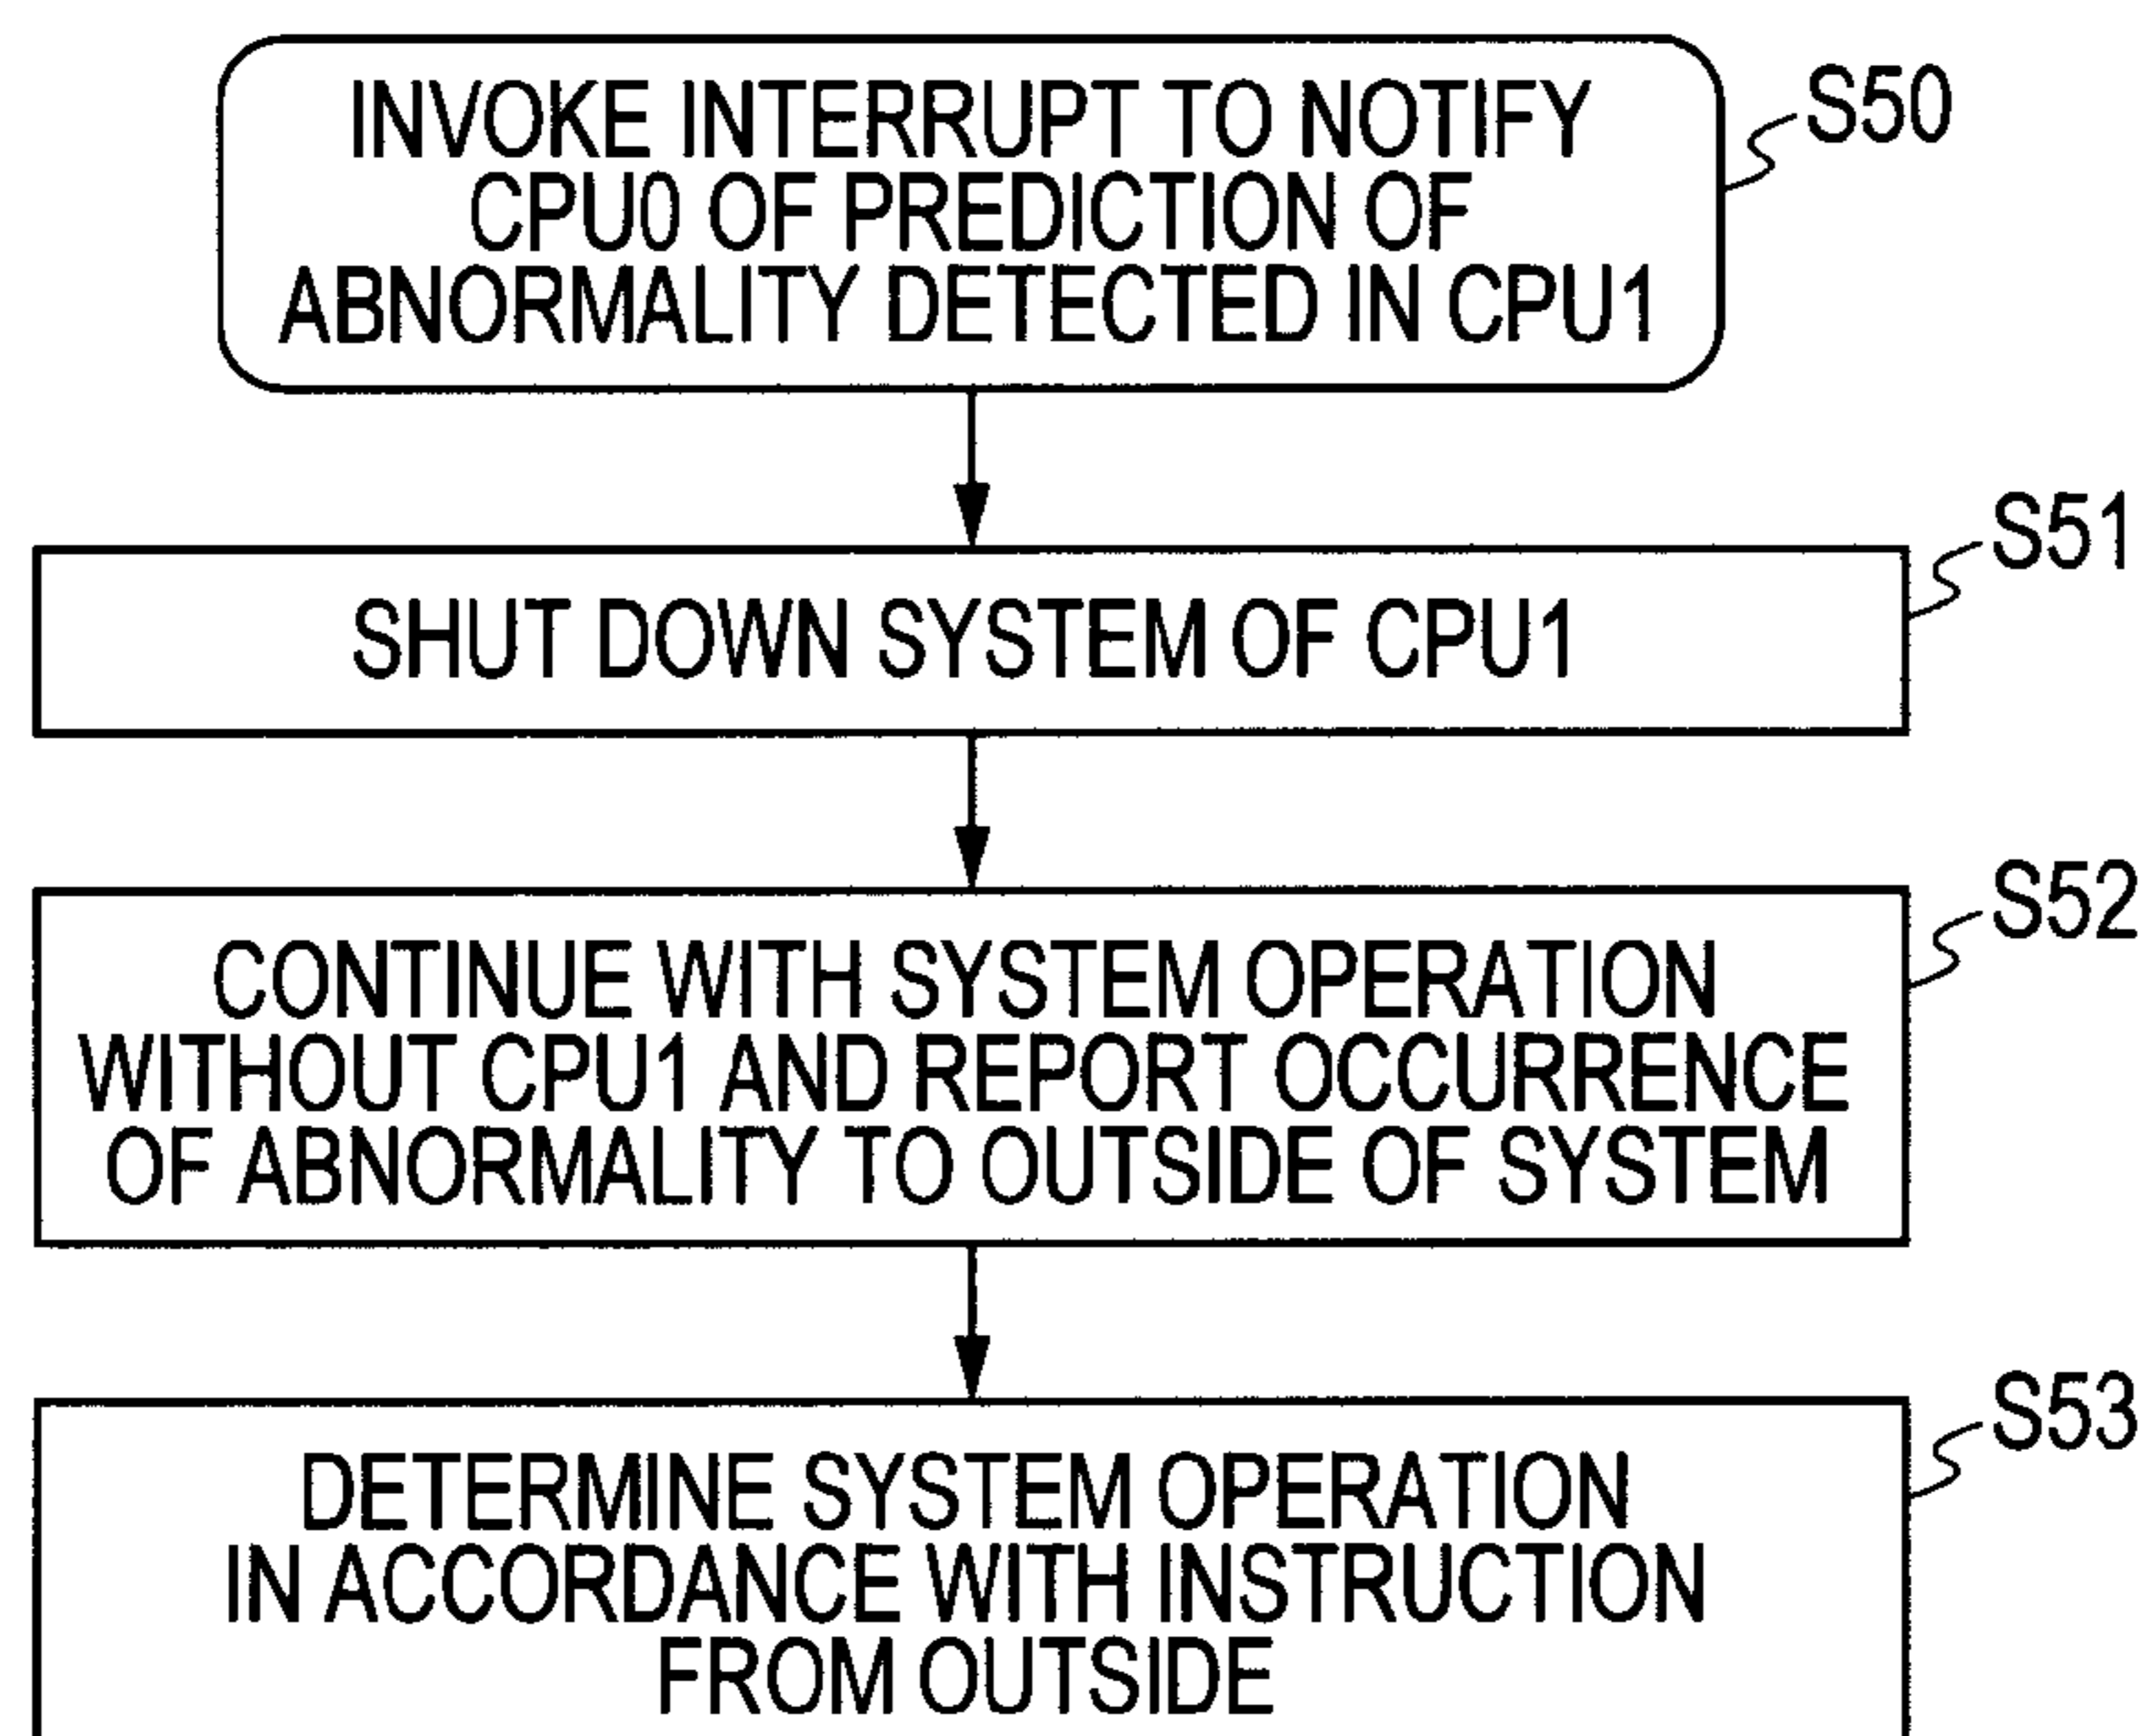 INVOKE INTERRUPT TO NOTIFY
CPU0 OF PREDICTION OF
ABNORMALITY DETECTED IN CPU1
S50
SHUT DOWN SYSTEM OF CPU1
S51
CONTINUE WITH SYSTEM OPERATION
WITHOUT CPU1 AND REPORT OCCURRENCE
OF ABNORMALITY TO OUTSIDE OF SYSTEM
S52
DETERMINE SYSTEM OPERATION
IN ACCORDANCE WITH INSTRUCTION
FROM OUTSIDE
S53